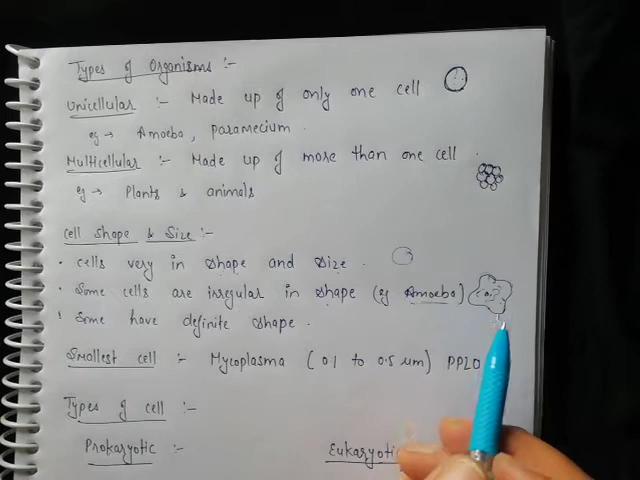 Types of Organisms :-
Unicellular :- Made up of only one cell
eg → Amoeba, paramecium.
Multicellular :- Made up of more than one cell.
eg → Plants & animals
Cell Shape & Size :-
· Cells very in shape and size.
· Some cells are irregular in shape (eg Amoeba)
· Some have definite shape.
Smallest cell :- Mycoplasma (0.1 to 0.5 um) PPLO
Types of cell :-
Prokaryotic :- Eukaryotic